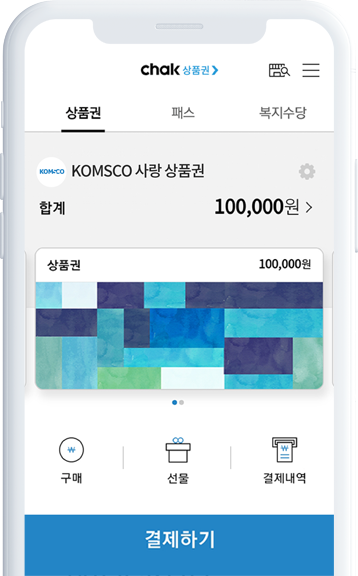 chak 상품권
상품권 패스 복지수당
KOMSCO KOMSCO 사랑 상품권
합계 100,000원
상품권 100,000원
구매 선물 결제내역
결제하기